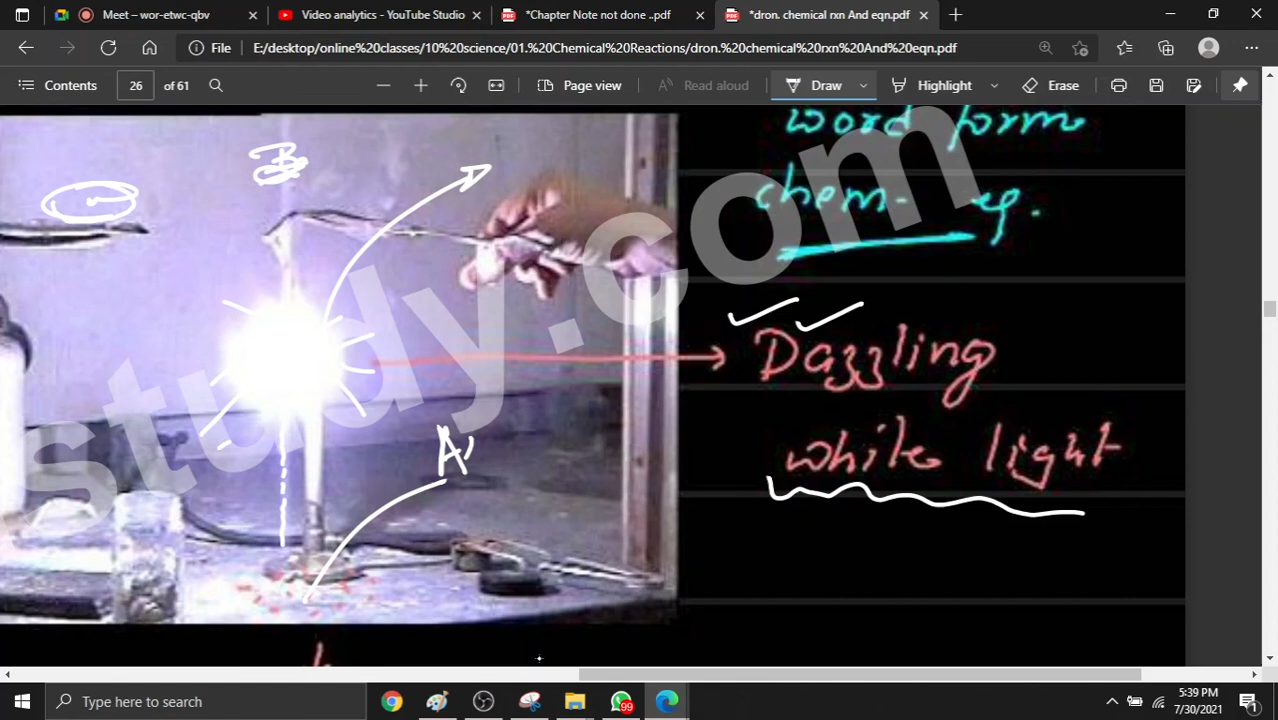 Meet – wor-etwc-qbv
Video analytics - YouTube Studio
*Chapter Note not done ..pdf
*dron. chemical rxn And eqn.pdf
File
E:/desktop/online%20classes/10%20science/01.%20Chemical%20Reactions/dron.%20chemical%20rxn%20And%20eqn.pdf
Contents
26 of 61
Page view
Read aloud
Draw
Highlight
Erase
word form
chem- eq.
Dazzling
white light
study.com
Type here to search
99
5:39 PM
7/30/2021
1